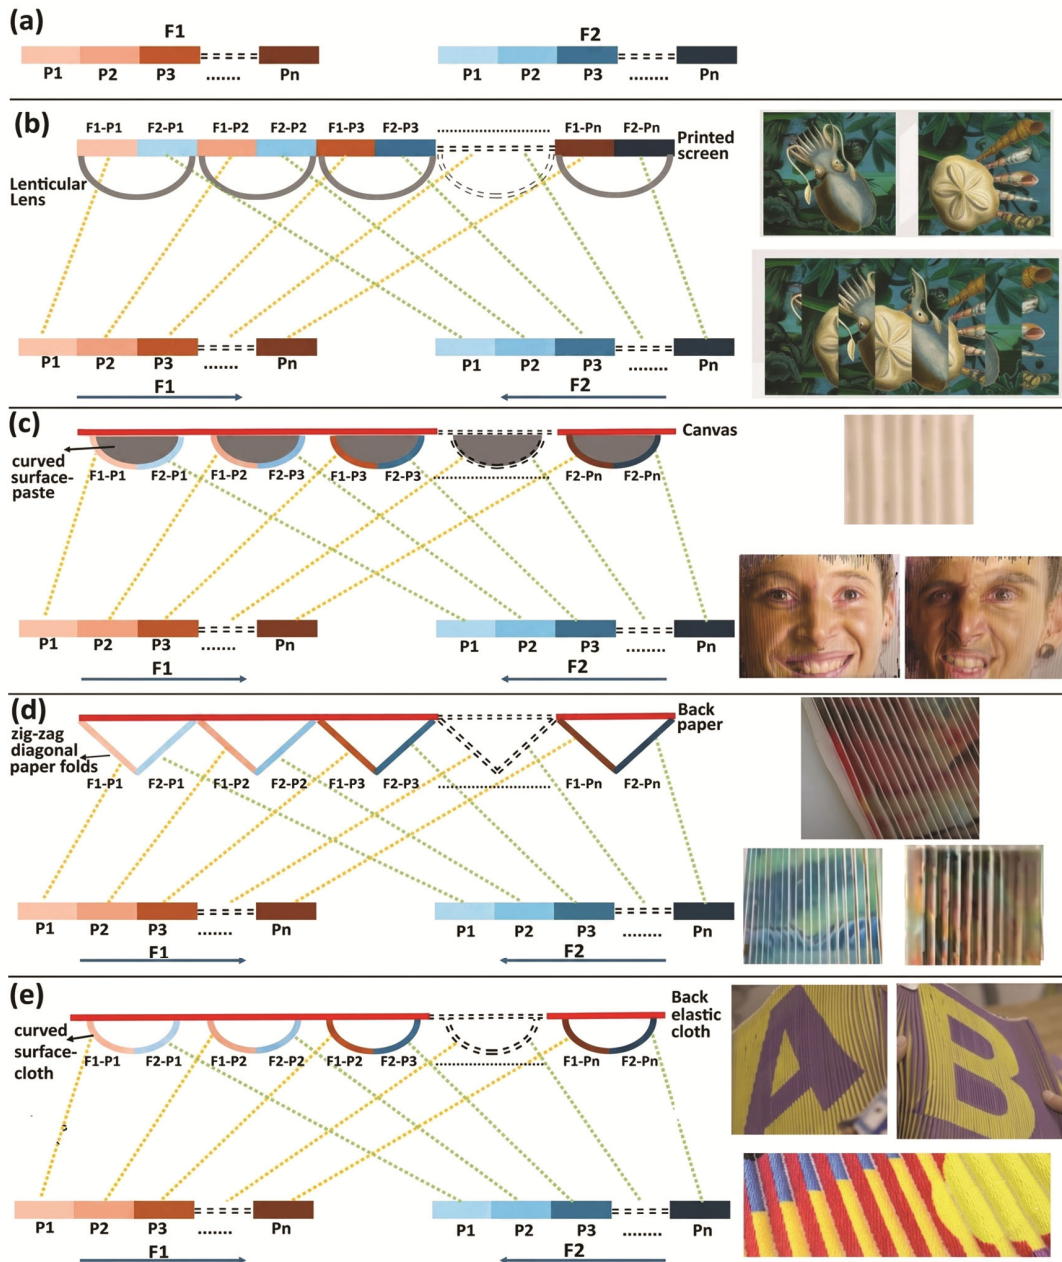 (a)
F1
F2
P1 P2 P3 ....... Pn
P1 P2 P3 ........ Pn
(b)
F1-P1 F2-P1 F1-P2 F2-P2 F1-P3 F2-P3 F1-Pn F2-Pn
Printed
screen
Lenticular
Lens
P1 P2 P3 ....... Pn
P1 P2 P3 ........ Pn
F1
F2
(c)
Canvas
curved
surface-
paste
F1-P1 F2-P1 F1-P2 F2-P3 F1-P3 F2-P3 F2-Pn F2-Pn
P1 P2 P3 ....... Pn
P1 P2 P3 ........ Pn
F1
F2
(d)
Back
paper
zig-zag
diagonal
paper folds
F1-P1 F2-P1 F1-P2 F2-P2 F1-P3 F2-P3 F1-Pn F2-Pn
P1 P2 P3 ....... Pn
P1 P2 P3 ........ Pn
F1
F2
(e)
Back
elastic
cloth
curved
surface-
cloth
F1-P1 F2-P1 F1-P2 F2-P2 F1-P2 F2-P3 F1-Pn F2-Pn
A
B
P1 P2 P3 ....... Pn
P1 P2 P3 ........ Pn
F1
F2